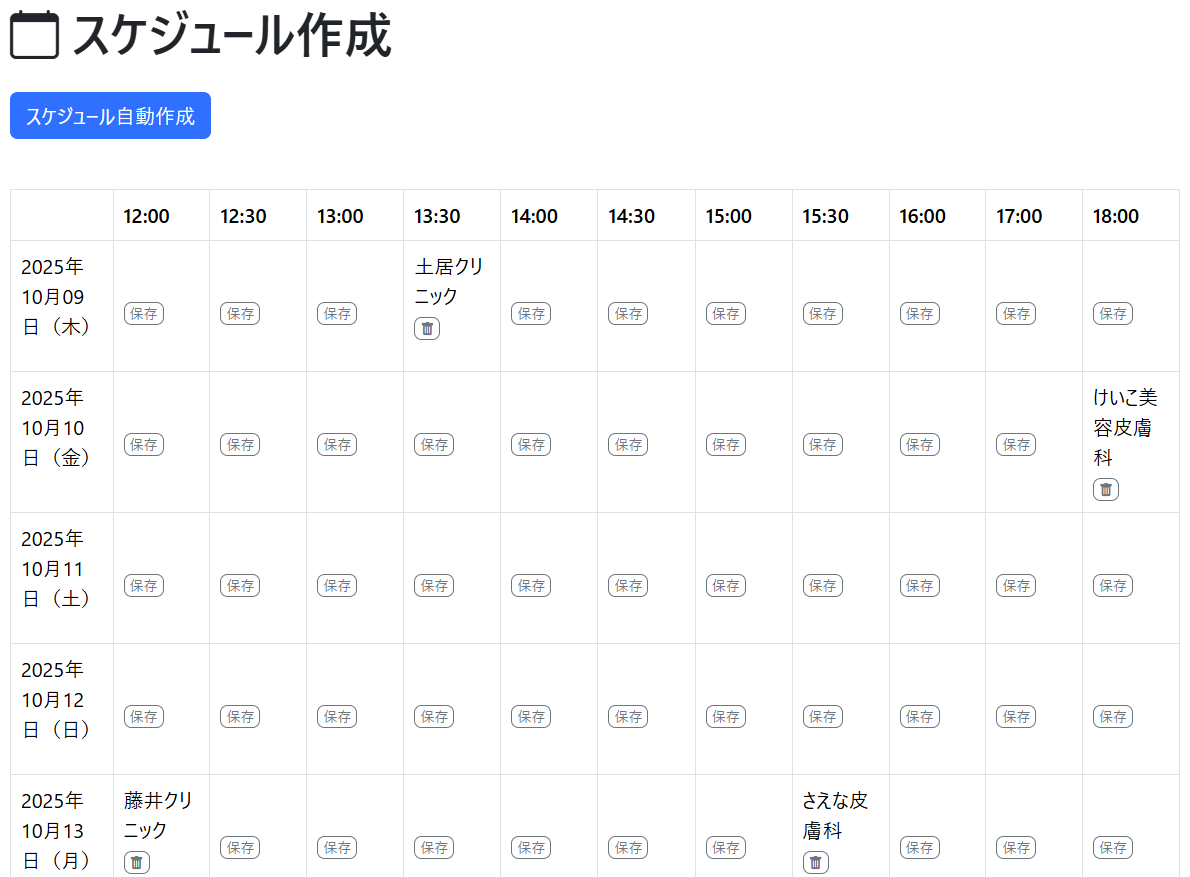 スケジュール作成
スケジュール自動作成
12:00 12:30 13:00 13:30 14:00 14:30 15:00 15:30 16:00 17:00 18:00
2025年
10月09
日（木）
保存 保存 保存
土居クリ
ニック
保存 保存 保存 保存 保存 保存 保存
2025年
10月10
日（金）
保存 保存 保存 保存 保存 保存 保存 保存 保存 保存
けいこ美
容皮膚
科
2025年
10月11
日（土）
保存 保存 保存 保存 保存 保存 保存 保存 保存 保存 保存
2025年
10月12
日（日）
保存 保存 保存 保存 保存 保存 保存 保存 保存 保存 保存
2025年
10月13
日（月）
藤井クリ
ニック
保存 保存 保存 保存 保存 保存
さえな皮
膚科
保存 保存 保存